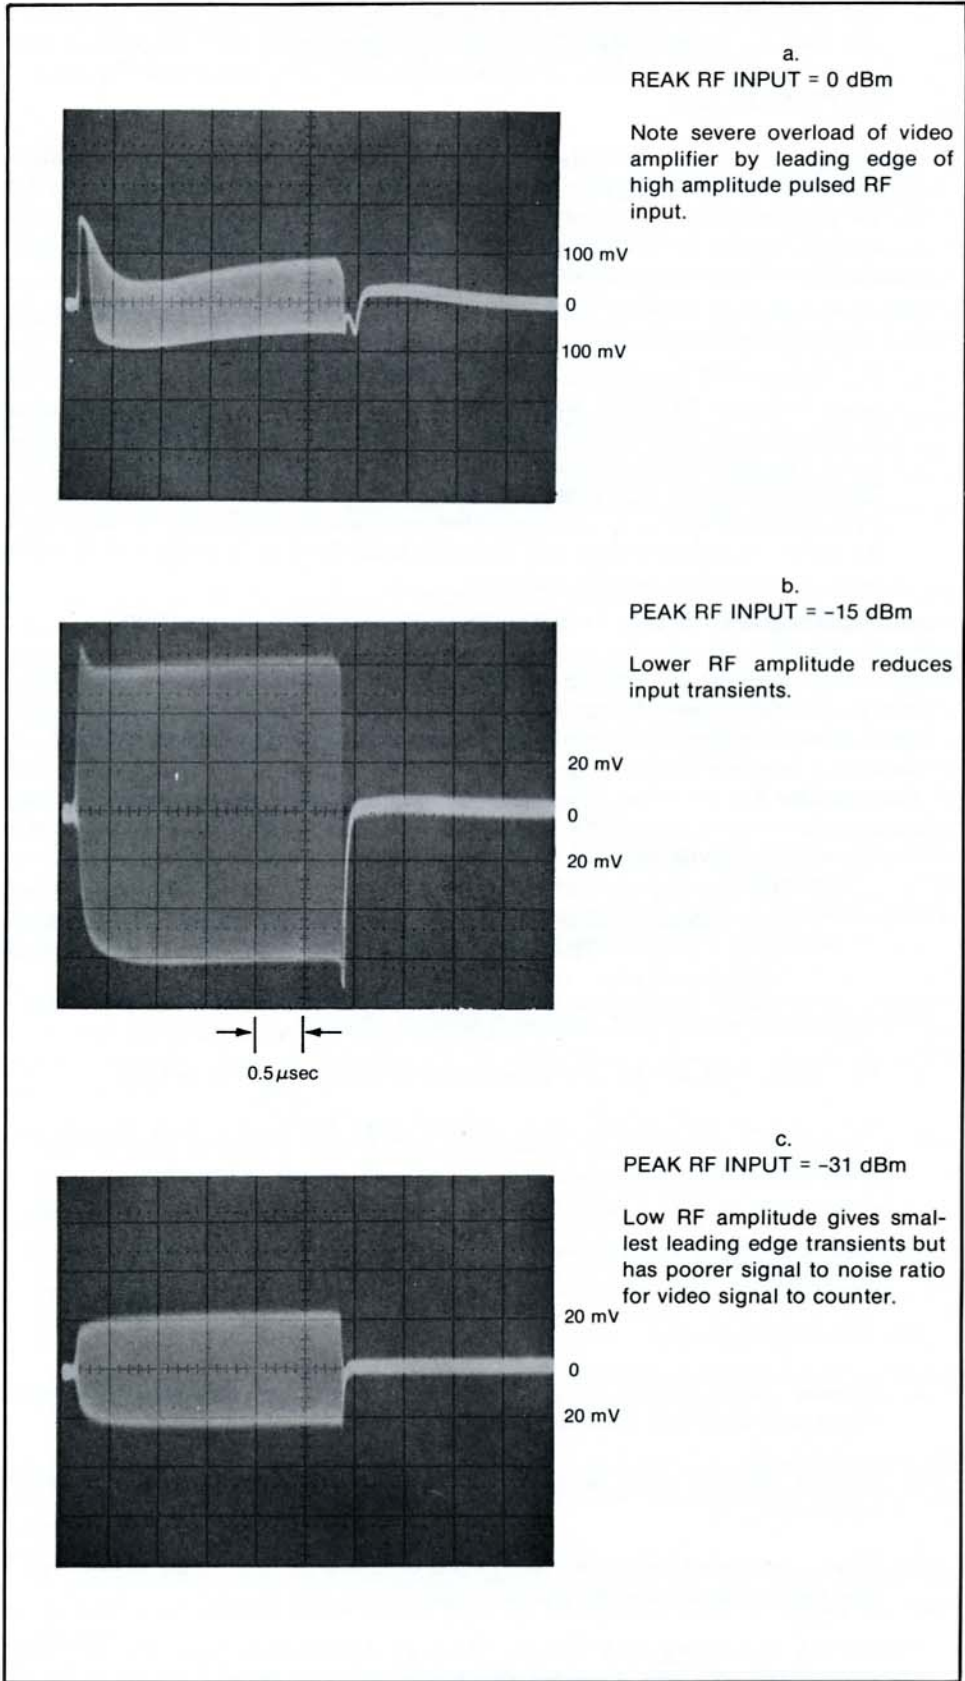 a.
REAK RF INPUT = 0 dBm
Note severe overload of video
amplifier by leading edge of
high amplitude pulsed RF
input.
100 mV
0
100 mV
b.
PEAK RF INPUT = -15 dBm
Lower RF amplitude reduces
input transients.
20 mV
0
20 mV
0.5 μsec
c.
PEAK RF INPUT = -31 dBm
Low RF amplitude gives smal-
lest leading edge transients but
has poorer signal to noise ratio
for video signal to counter.
20 mV
0
20 mV